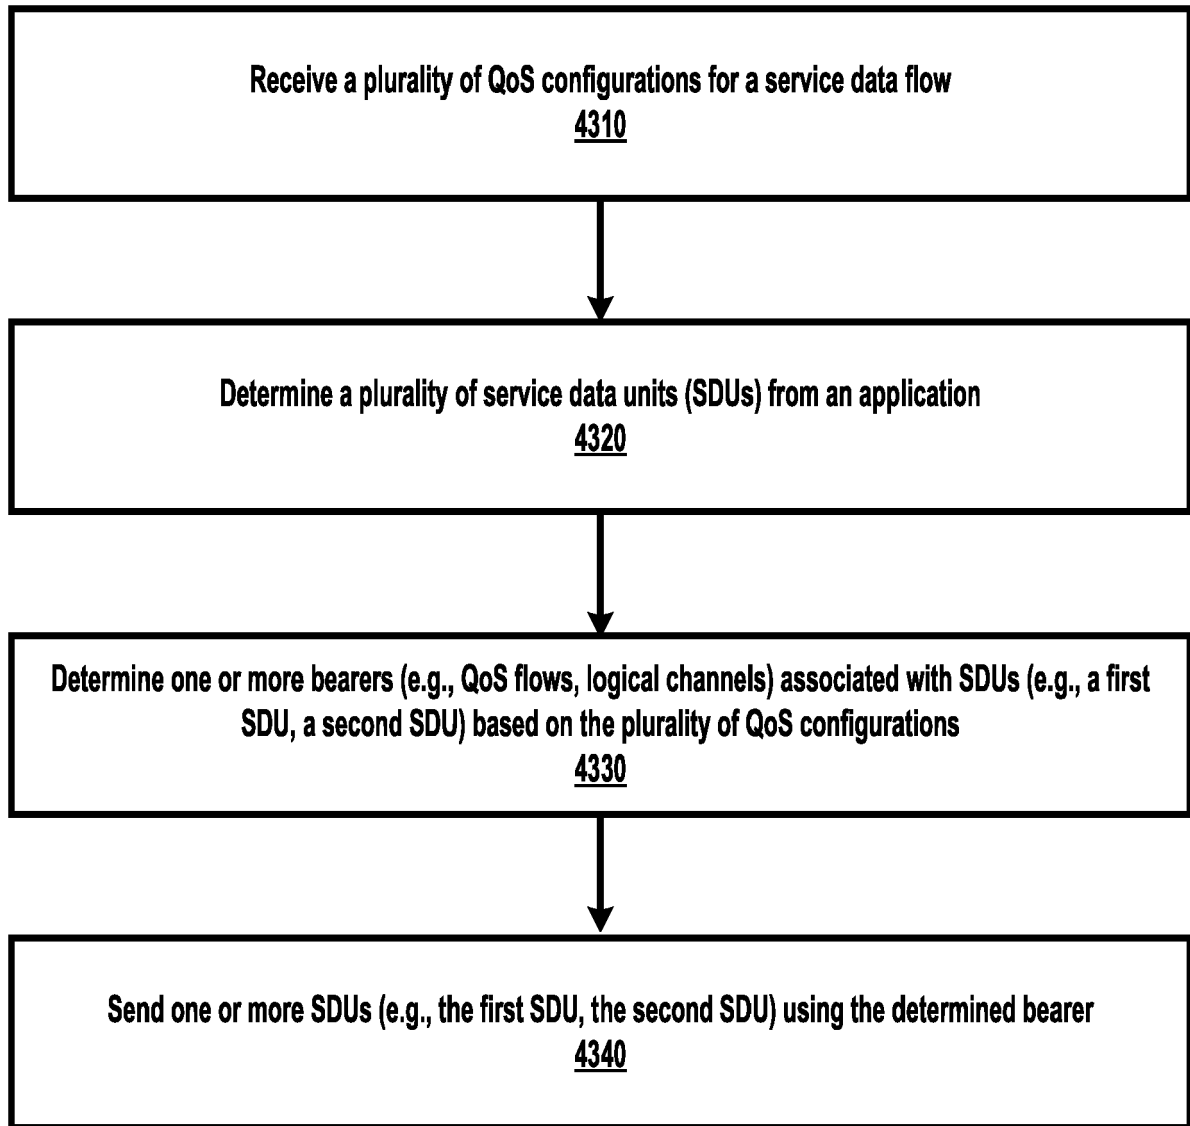 Receive a plurality of QoS configurations for a service data flow
4310
Determine a plurality of service data units (SDUs) from an application
4320
Determine one or more bearers (e.g., QoS flows, logical channels) associated with SDUs (e.g., a first
SDU, a second SDU) based on the plurality of QoS configurations
4330
Send one or more SDUs (e.g., the first SDU, the second SDU) using the determined bearer
4340